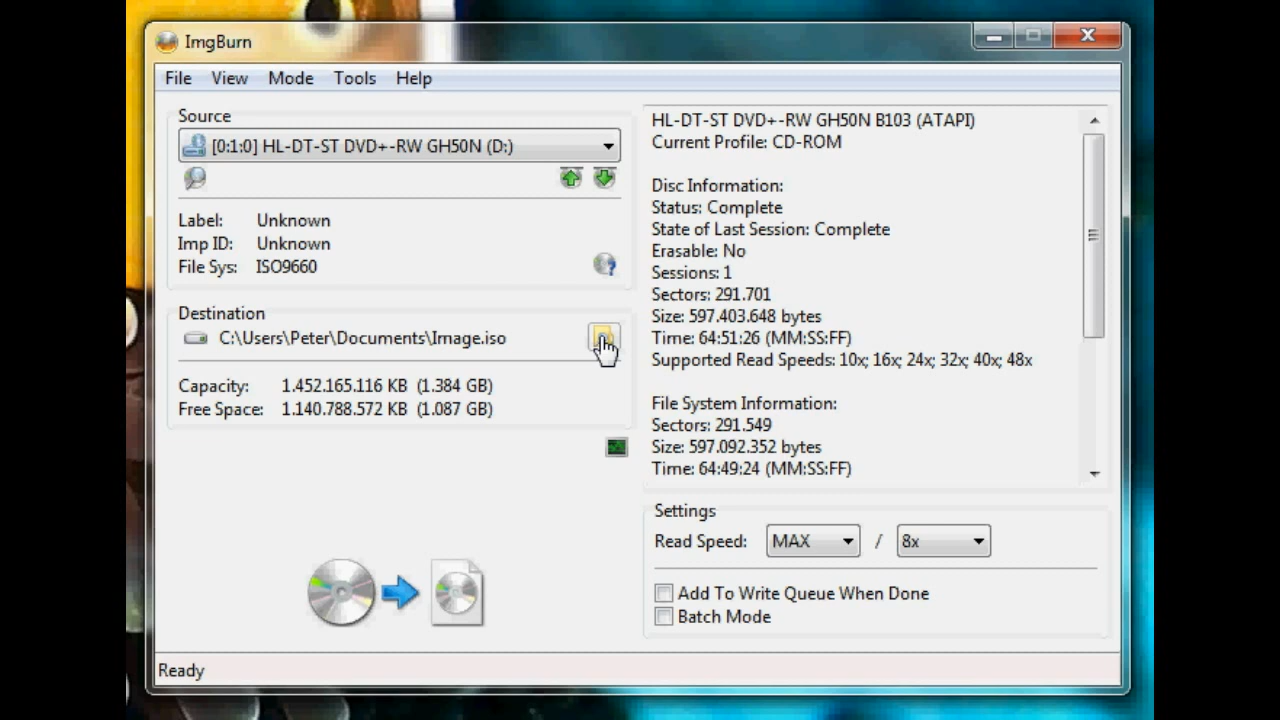 ImgBurn
File View Mode Tools Help
Source
[0:1:0] HL-DT-ST DVD+-RW GH50N (D:)
Label: Unknown
Imp ID: Unknown
File Sys: ISO9660
Destination
C:\Users\Peter\Documents\Image.iso
Capacity: 1.452.165.116 KB (1.384 GB)
Free Space: 1.140.788.572 KB (1.087 GB)
HL-DT-ST DVD+-RW GH50N B103 (ATAPI)
Current Profile: CD-ROM
Disc Information:
Status: Complete
State of Last Session: Complete
Erasable: No
Sessions: 1
Sectors: 291.701
Size: 597.403.648 bytes
Time: 64:51:26 (MM:SS:FF)
Supported Read Speeds: 10x; 16x; 24x; 32x; 40x; 48x
File System Information:
Sectors: 291.549
Size: 597.092.352 bytes
Time: 64:49:24 (MM:SS:FF)
Settings
Read Speed: MAX / 8x
Add To Write Queue When Done
Batch Mode
Ready